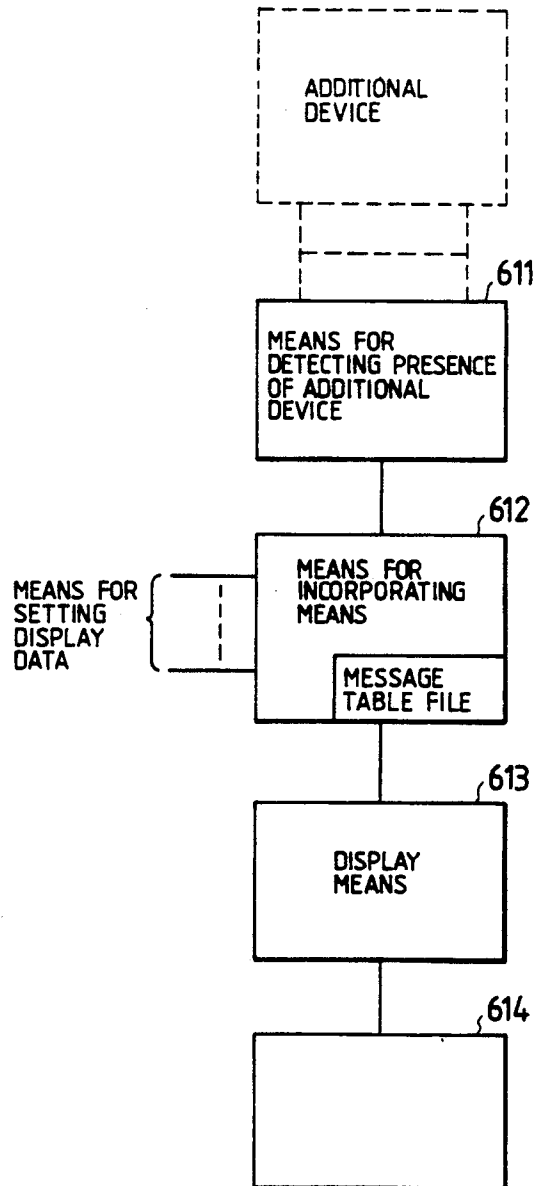 ADDITIONAL
DEVICE
611
MEANS FOR
DETECTING PRESENCE
OF ADDITIONAL
DEVICE
612
MEANS FOR
INCORPORATING
MEANS
MEANS FOR
SETTING
DISPLAY
DATA
MESSAGE
TABLE FILE
613
DISPLAY
MEANS
614